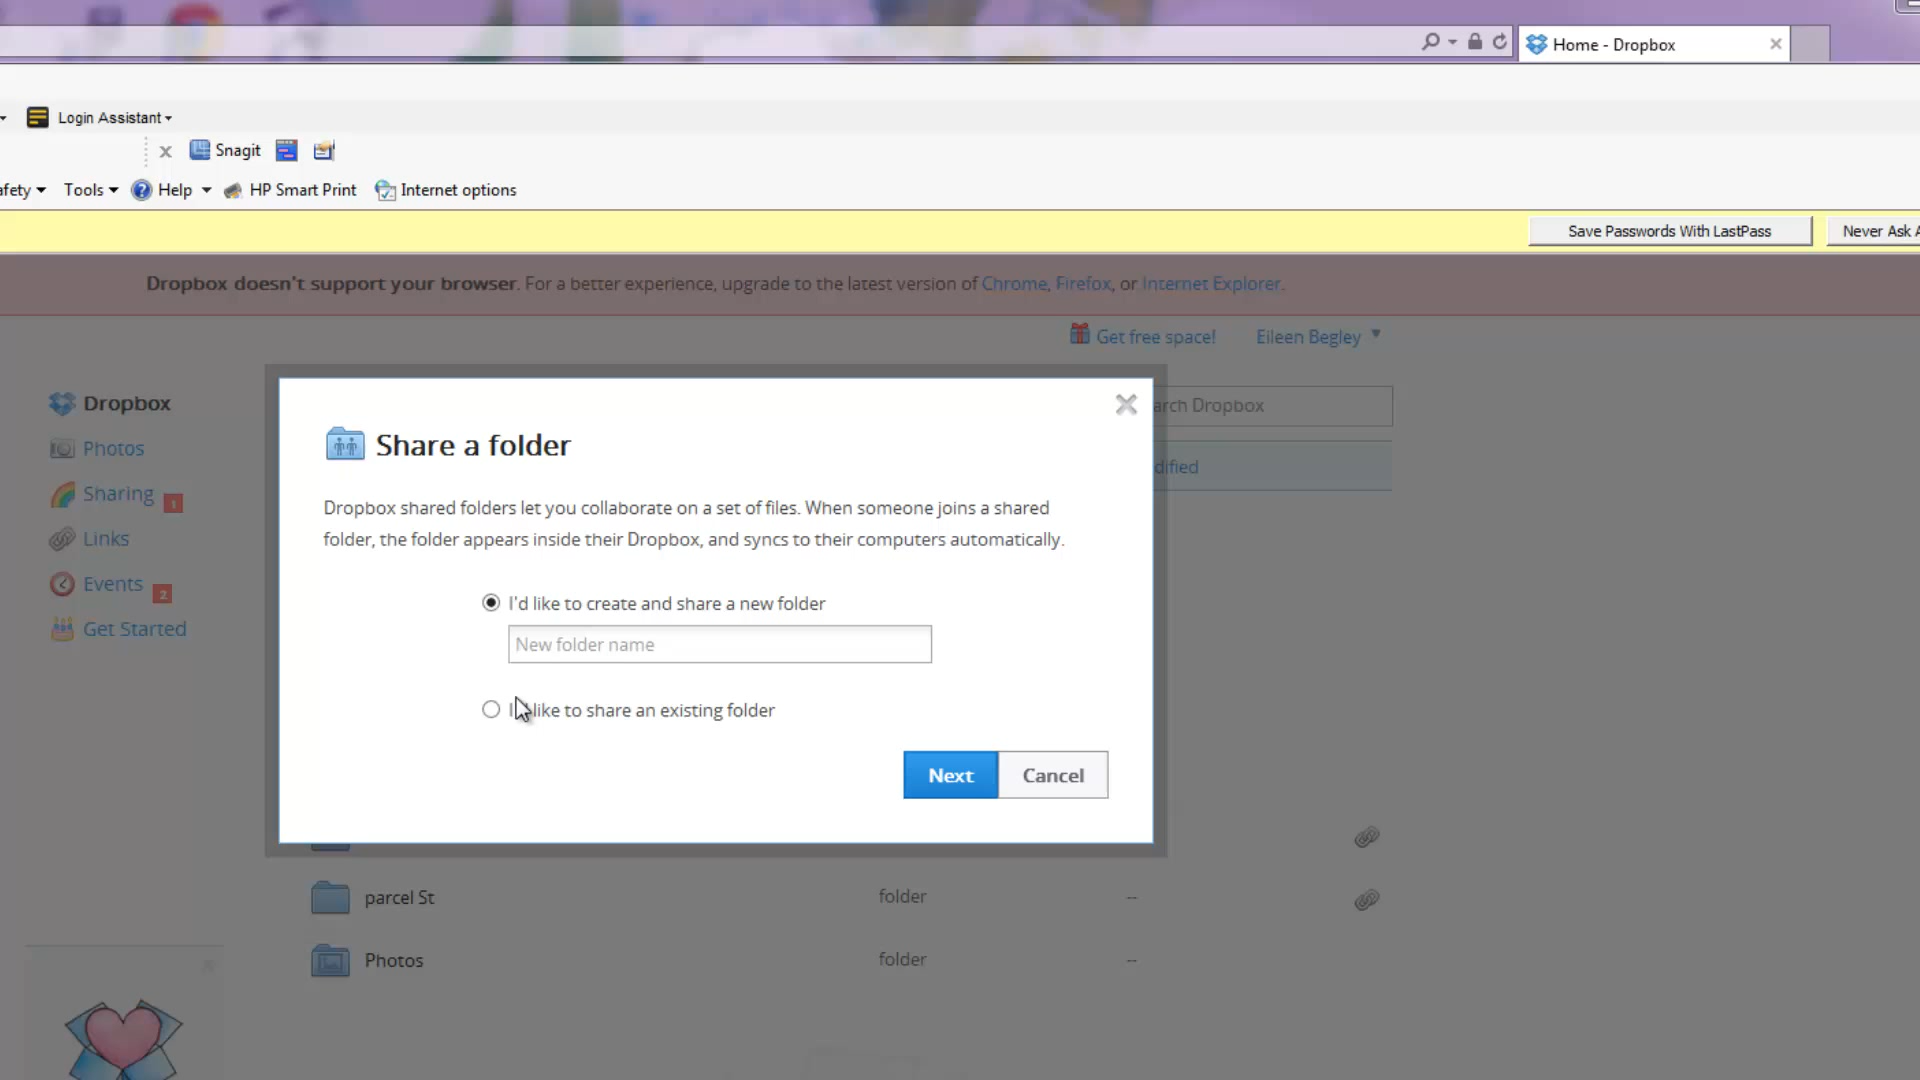 Home - Dropbox
Login Assistant
Snagit
Tools
Help
HP Smart Print
Internet options
Save Passwords With LastPass
Never Ask
Dropbox doesn't support your browser. For a better experience, upgrade to the latest version of Chrome, Firefox, or Internet Explorer.
Get free space!
Eileen Begley
Dropbox
Photos
Sharing 1
Links
Events 2
Get Started
Share a folder
Dropbox
Dropbox shared folders let you collaborate on a set of files. When someone joins a shared
folder, the folder appears inside their Dropbox, and syncs to their computers automatically.
I'd like to create and share a new folder
New folder name
like to share an existing folder
Next
Cancel
parcel St
folder
--
Photos
folder
--